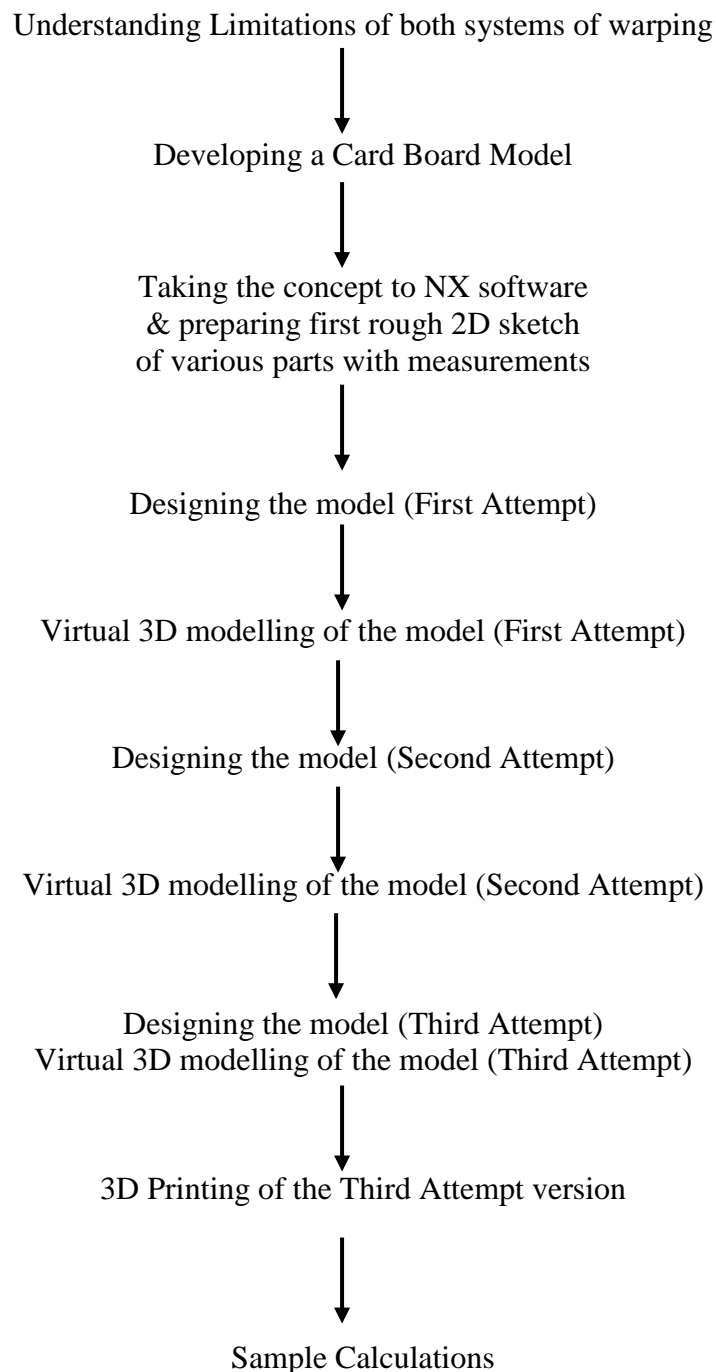 Understanding Limitations of both systems of warping
Developing a Card Board Model
Taking the concept to NX software
& preparing first rough 2D sketch
of various parts with measurements
Designing the model (First Attempt)
Virtual 3D modelling of the model (First Attempt)
Designing the model (Second Attempt)
Virtual 3D modelling of the model (Second Attempt)
Designing the model (Third Attempt)
Virtual 3D modelling of the model (Third Attempt)
3D Printing of the Third Attempt version
Sample Calculations